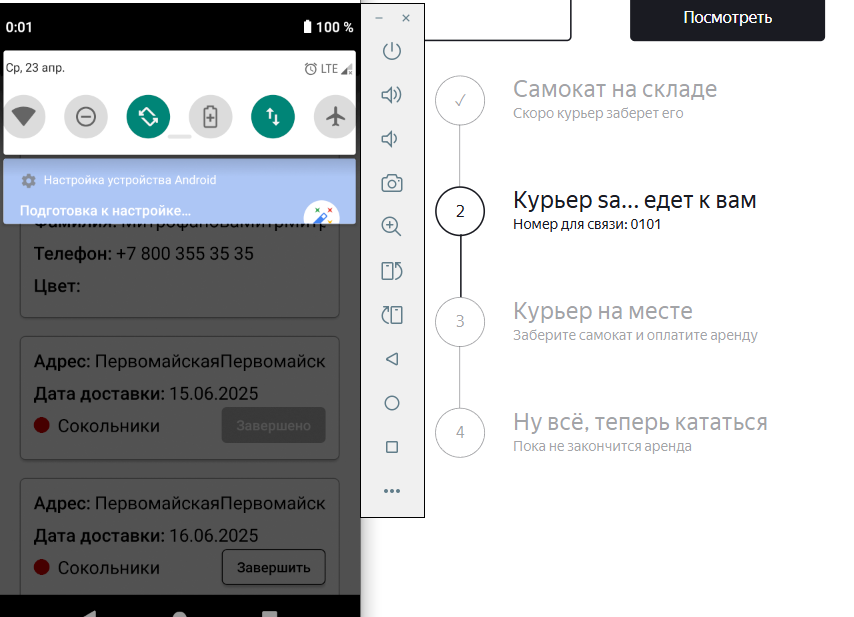 0:01
100 %
Ср, 23 апр.
LTE
Настройка устройства Android
Подготовка к настройке...
Телефон: +7 800 355 35 35
Цвет:
Адрес: ПервомайскаяПервомайск
Дата доставки: 15.06.2025
Сокольники
Завершено
Адрес: ПервомайскаяПервомайск
Дата доставки: 16.06.2025
Сокольники
Завершить
Посмотреть
Самокат на складе
Скоро курьер заберет его
2
Курьер sa... едет к вам
Номер для связи: 0101
3
Курьер на месте
Заберите самокат и оплатите аренду
4
Ну всё, теперь кататься
Пока не закончится аренда